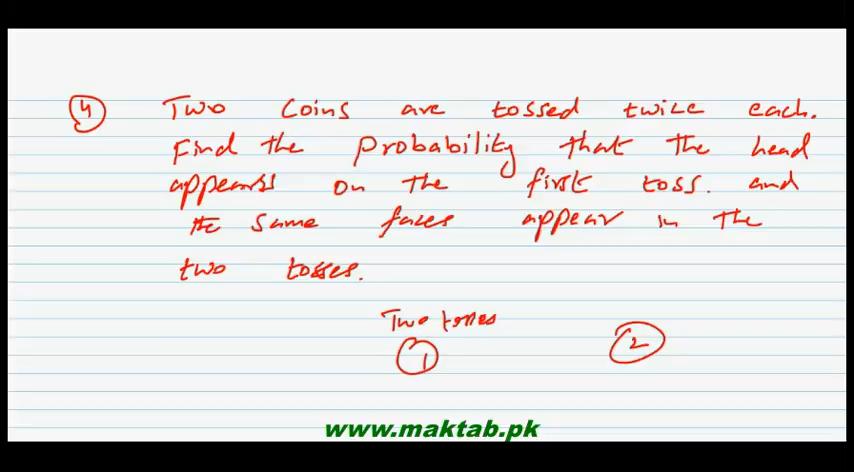 4 Two Coins are tossed twice each.
Find the Probability that the head
appears on the first toss. and
the same faces appear in the
two tosses.
Two tosses
1 2
www.maktab.pk